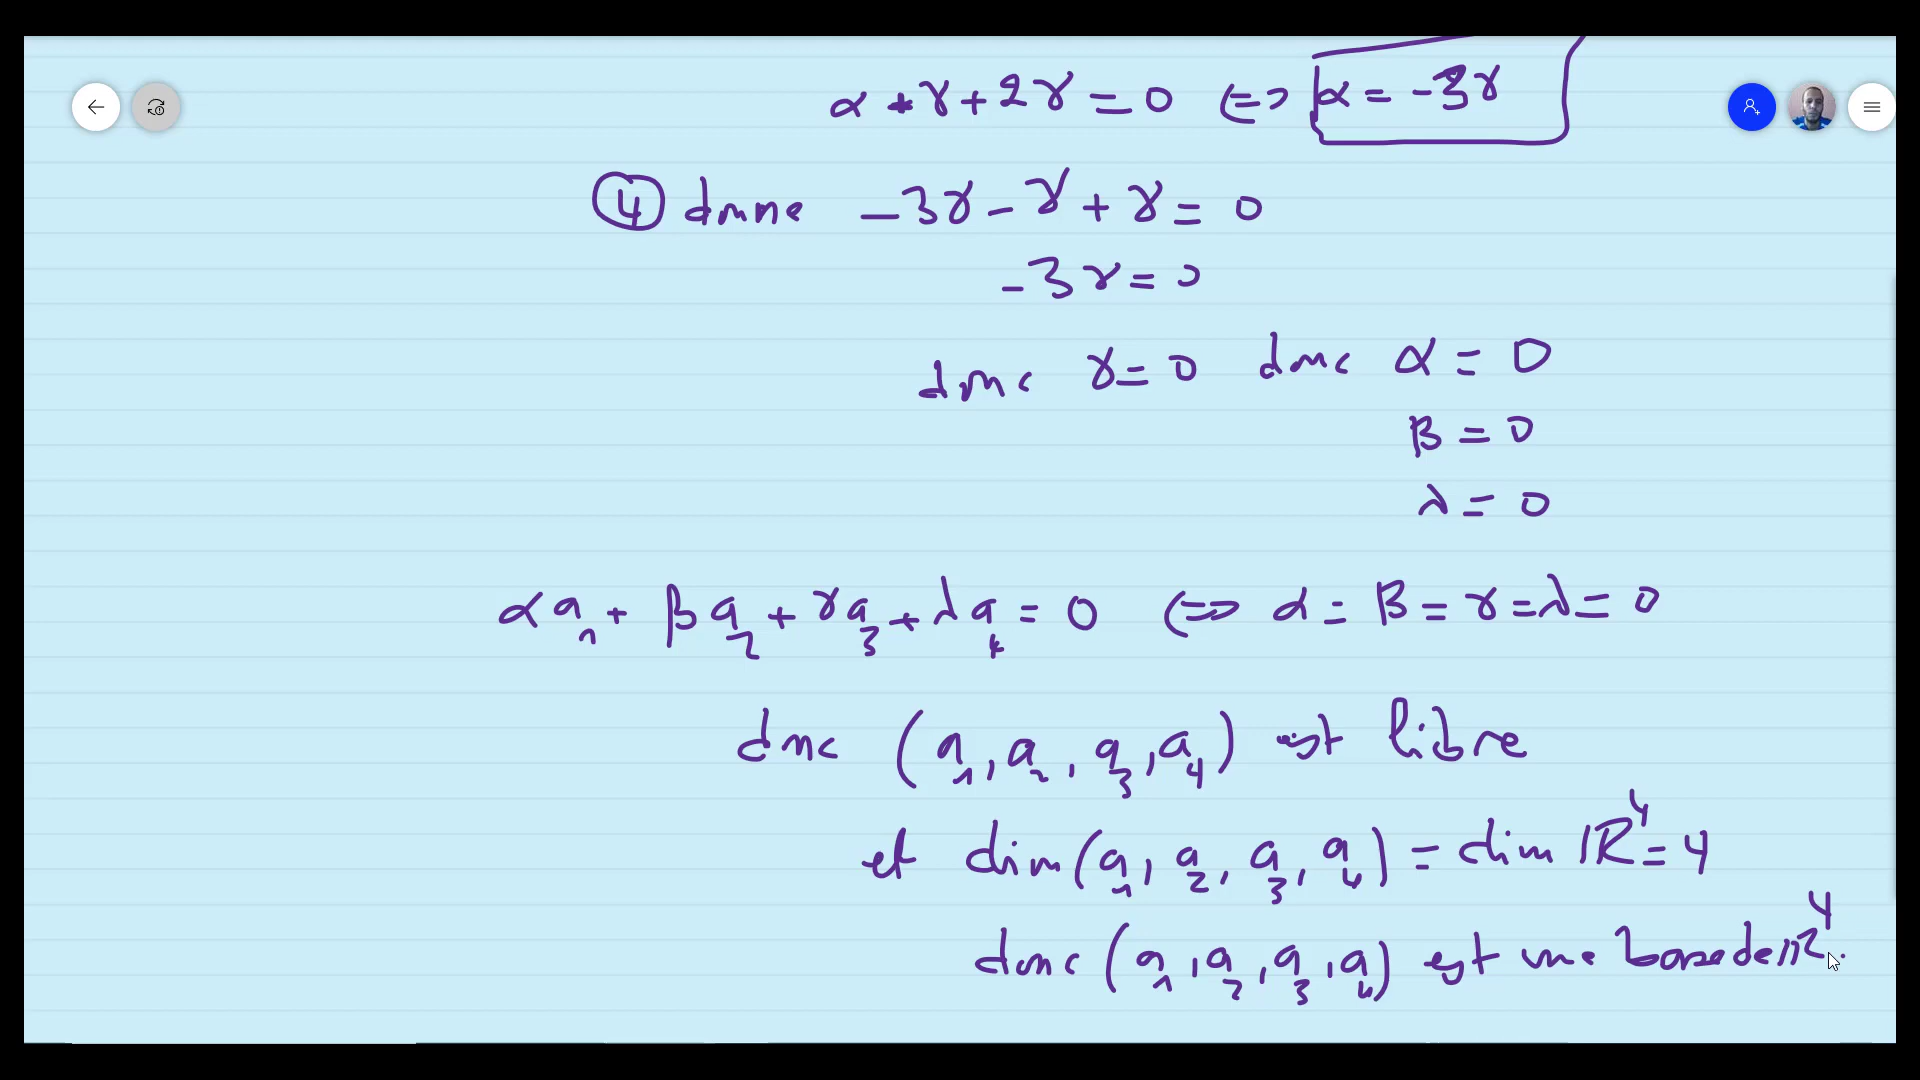 α + γ + 2γ = 0 <=> α = -3γ
④ donne -3γ - γ + γ = 0
-3γ = 0
donc γ = 0 donc α = 0
β = 0
λ = 0
αa₁ + βa₂ + γa₃ + λa₄ = 0 <=> α = β = γ = λ = 0
donc (a₁, a₂, a₃, a₄) est libre
et dim(a₁, a₂, a₃, a₄) = dim ℝ⁴ = 4
donc (a₁, a₂, a₃, a₄) est une base de ℝ⁴.